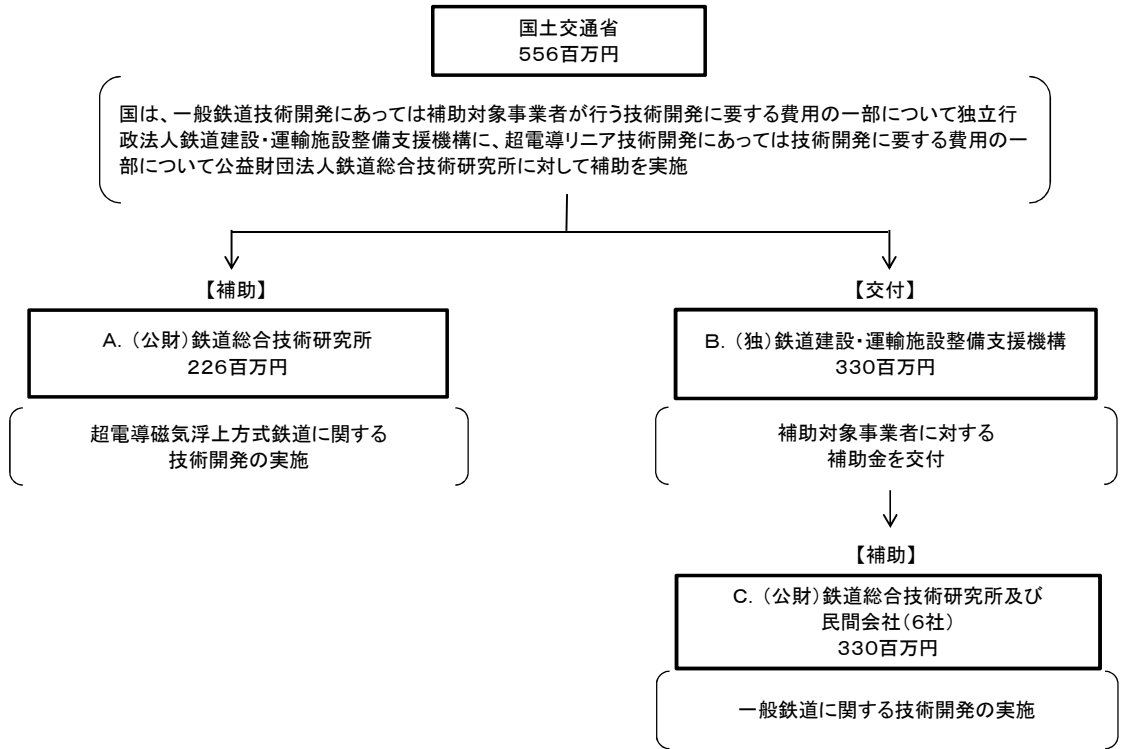 国土交通省
556百万円
国は、一般鉄道技術開発にあっては補助対象事業者が行う技術開発に要する費用の一部について独立行
政法人鉄道建設・運輸施設整備支援機構に、超電導リニア技術開発にあっては技術開発に要する費用の一
部について公益財団法人鉄道総合技術研究所に対して補助を実施
【補助】
A.（公財）鉄道総合技術研究所
226百万円
超電導磁気浮上方式鉄道に関する
技術開発の実施
【交付】
B.（独）鉄道建設・運輸施設整備支援機構
330百万円
補助対象事業者に対する
補助金を交付
【補助】
C.（公財）鉄道総合技術研究所及び
民間会社（6社）
330百万円
一般鉄道に関する技術開発の実施